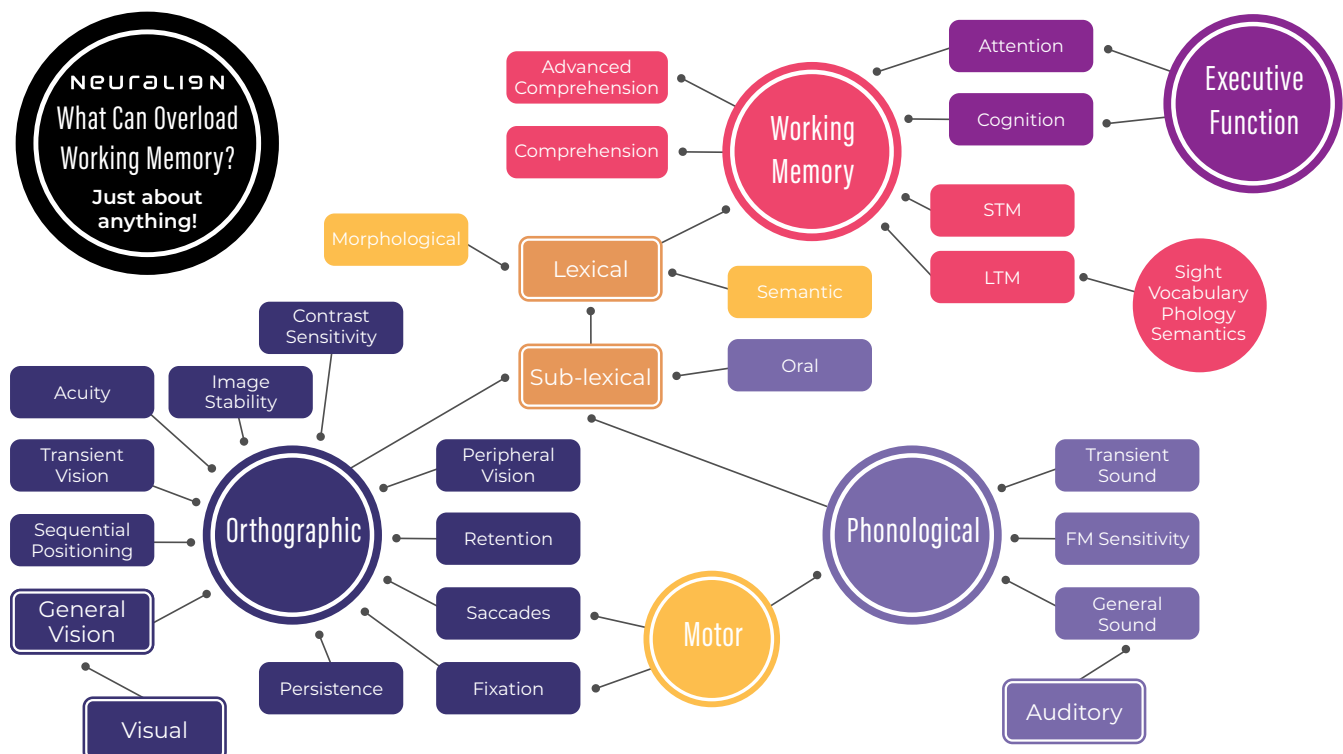 NEURALIGN
What Can Overload
Working Memory?
Just about
anything!
Advanced
Comprehension
Comprehension
Working
Memory
Attention
Cognition
Executive
Function
STM
LTM
Sight
Vocabulary
Phology
Semantics
Morphological
Lexical
Semantic
Sub-lexical
Oral
Contrast
Sensitivity
Image
Stability
Acuity
Transient
Vision
Sequential
Positioning
General
Vision
Visual
Orthographic
Peripheral
Vision
Retention
Saccades
Fixation
Persistence
Motor
Phonological
Transient
Sound
FM Sensitivity
General
Sound
Auditory